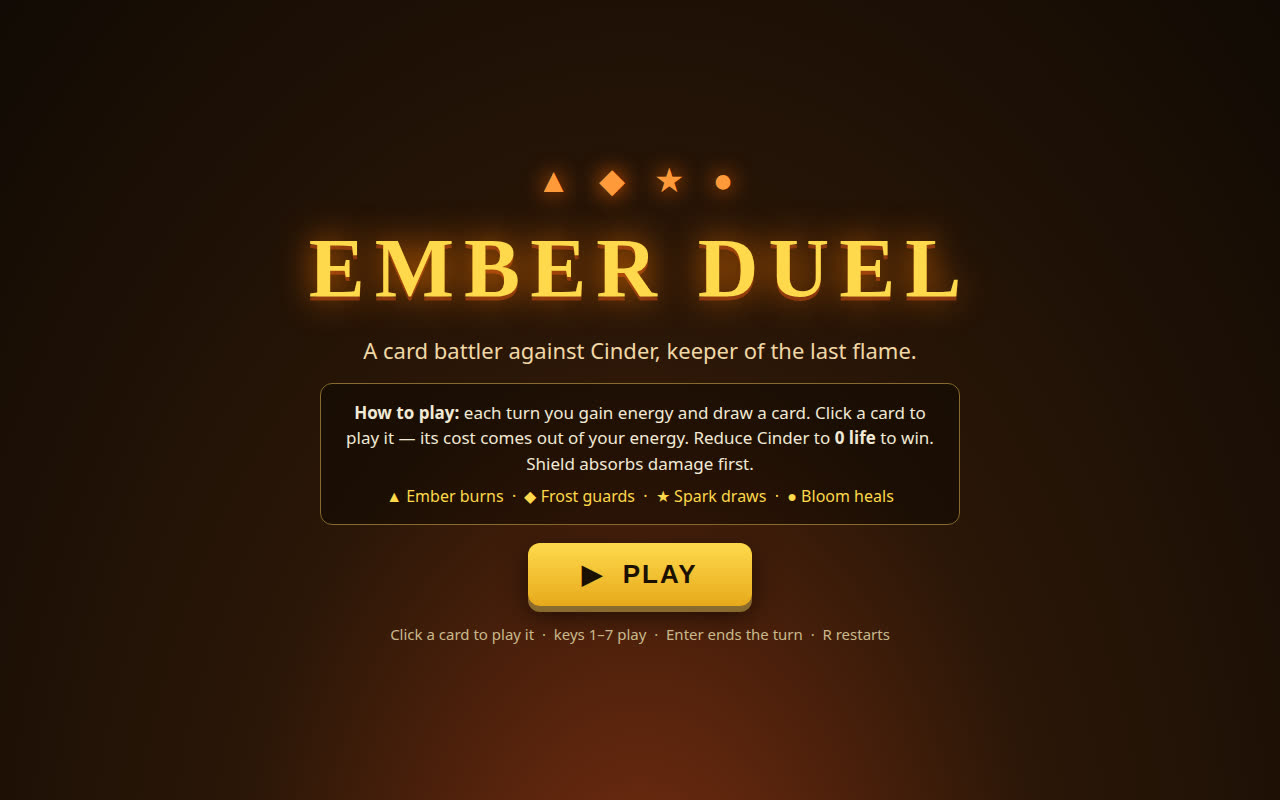 ▲ ◆ ★ ●
EMBER DUEL
A card battler against Cinder, keeper of the last flame.
How to play: each turn you gain energy and draw a card. Click a card to
play it — its cost comes out of your energy. Reduce Cinder to 0 life to win.
Shield absorbs damage first.
▲ Ember burns · ◆ Frost guards · ★ Spark draws · ● Bloom heals
▶ PLAY
Click a card to play it · keys 1–7 play · Enter ends the turn · R restarts